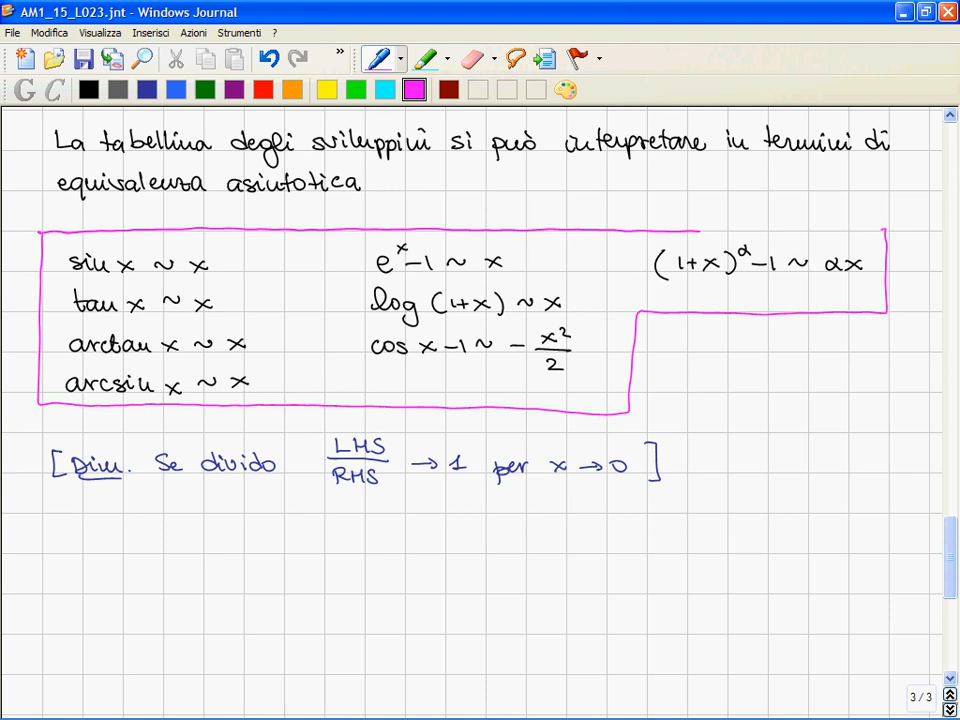 AM1_15_L023.jnt - Windows Journal
File Modifica Visualizza Inserisci Azioni Strumenti ?
»
G C
La tabellina degli sviluppini si può interpretare in termini di
equivalenza asintotica
sin x ~ x e^x -1 ~ x (1+x)^α -1 ~ αx
tan x ~ x log (1+x) ~ x
arctan x ~ x cos x -1 ~ - x²/2
arcsin x ~ x
[Dim. Se divido LHS/RHS → 1 per x → 0 ]
3 / 3